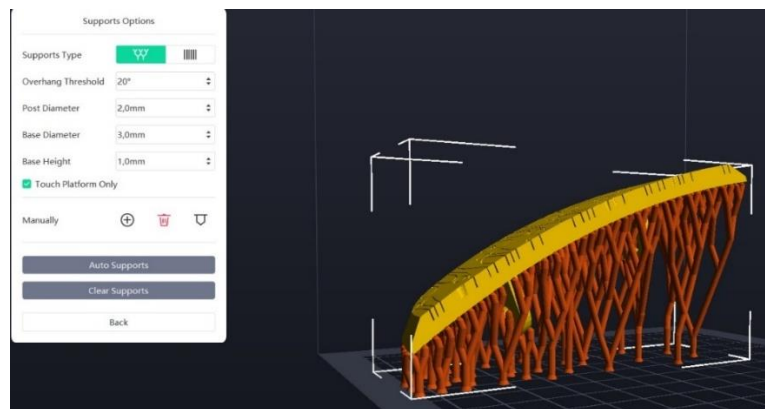 Supports Options
Supports Type
Overhang Threshold 20°
Post Diameter 2,0mm
Base Diameter 3,0mm
Base Height 1,0mm
Touch Platform Only
Manually
Auto Supports
Clear Supports
Back